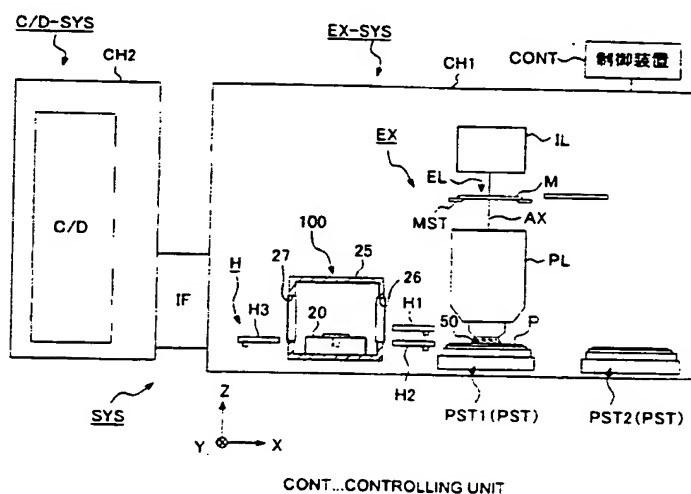 C/D-SYS
EX-SYS
CH2
CH1
CONT
制御装置
IL
EX
EL
M
MST
AX
C/D
100
25
PL
H
27
26
IF
H3
20
H1
50
P
H2
SYS
Z
PST1(PST)
PST2(PST)
Y
X
CONT...CONTROLLING UNIT